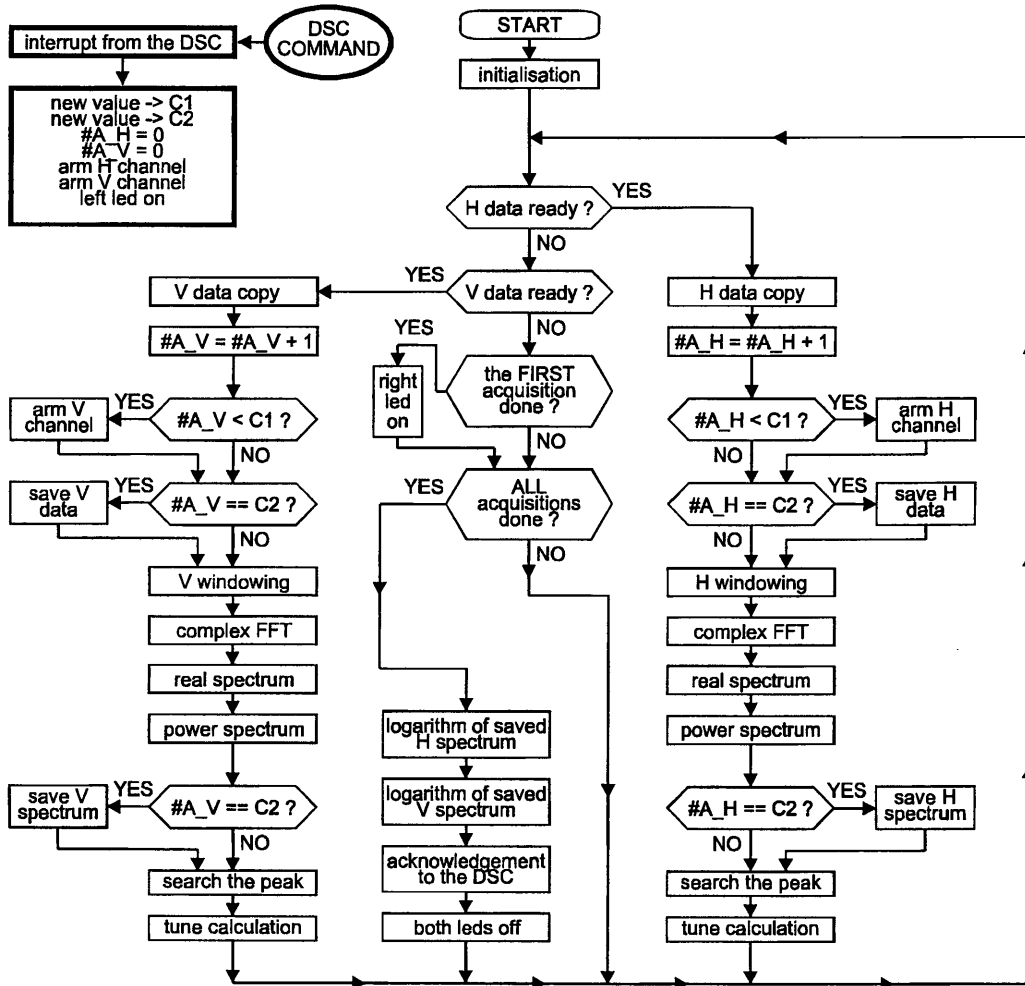 DSC
COMMAND
interrupt from the DSC
new value -> C1
new value -> C2
#A_H = 0
#A_V = 0
arm H channel
arm V channel
left led on
START
initialisation
H data ready ?
YES
NO
V data ready ?
YES
NO
the FIRST
acquisition
done ?
YES
right
led
on
NO
ALL
acquisitions
done ?
YES
NO
logarithm of saved
H spectrum
logarithm of saved
V spectrum
acknowledgement
to the DSC
both leds off
V data copy
#A_V = #A_V + 1
#A_V < C1 ?
YES
arm V
channel
NO
#A_V == C2 ?
YES
save V
data
NO
V windowing
complex FFT
real spectrum
power spectrum
#A_V == C2 ?
YES
save V
spectrum
NO
search the peak
tune calculation
H data copy
#A_H = #A_H + 1
#A_H < C1 ?
YES
arm H
channel
NO
#A_H == C2 ?
YES
save H
data
NO
H windowing
complex FFT
real spectrum
power spectrum
#A_H == C2 ?
YES
save H
spectrum
NO
search the peak
tune calculation